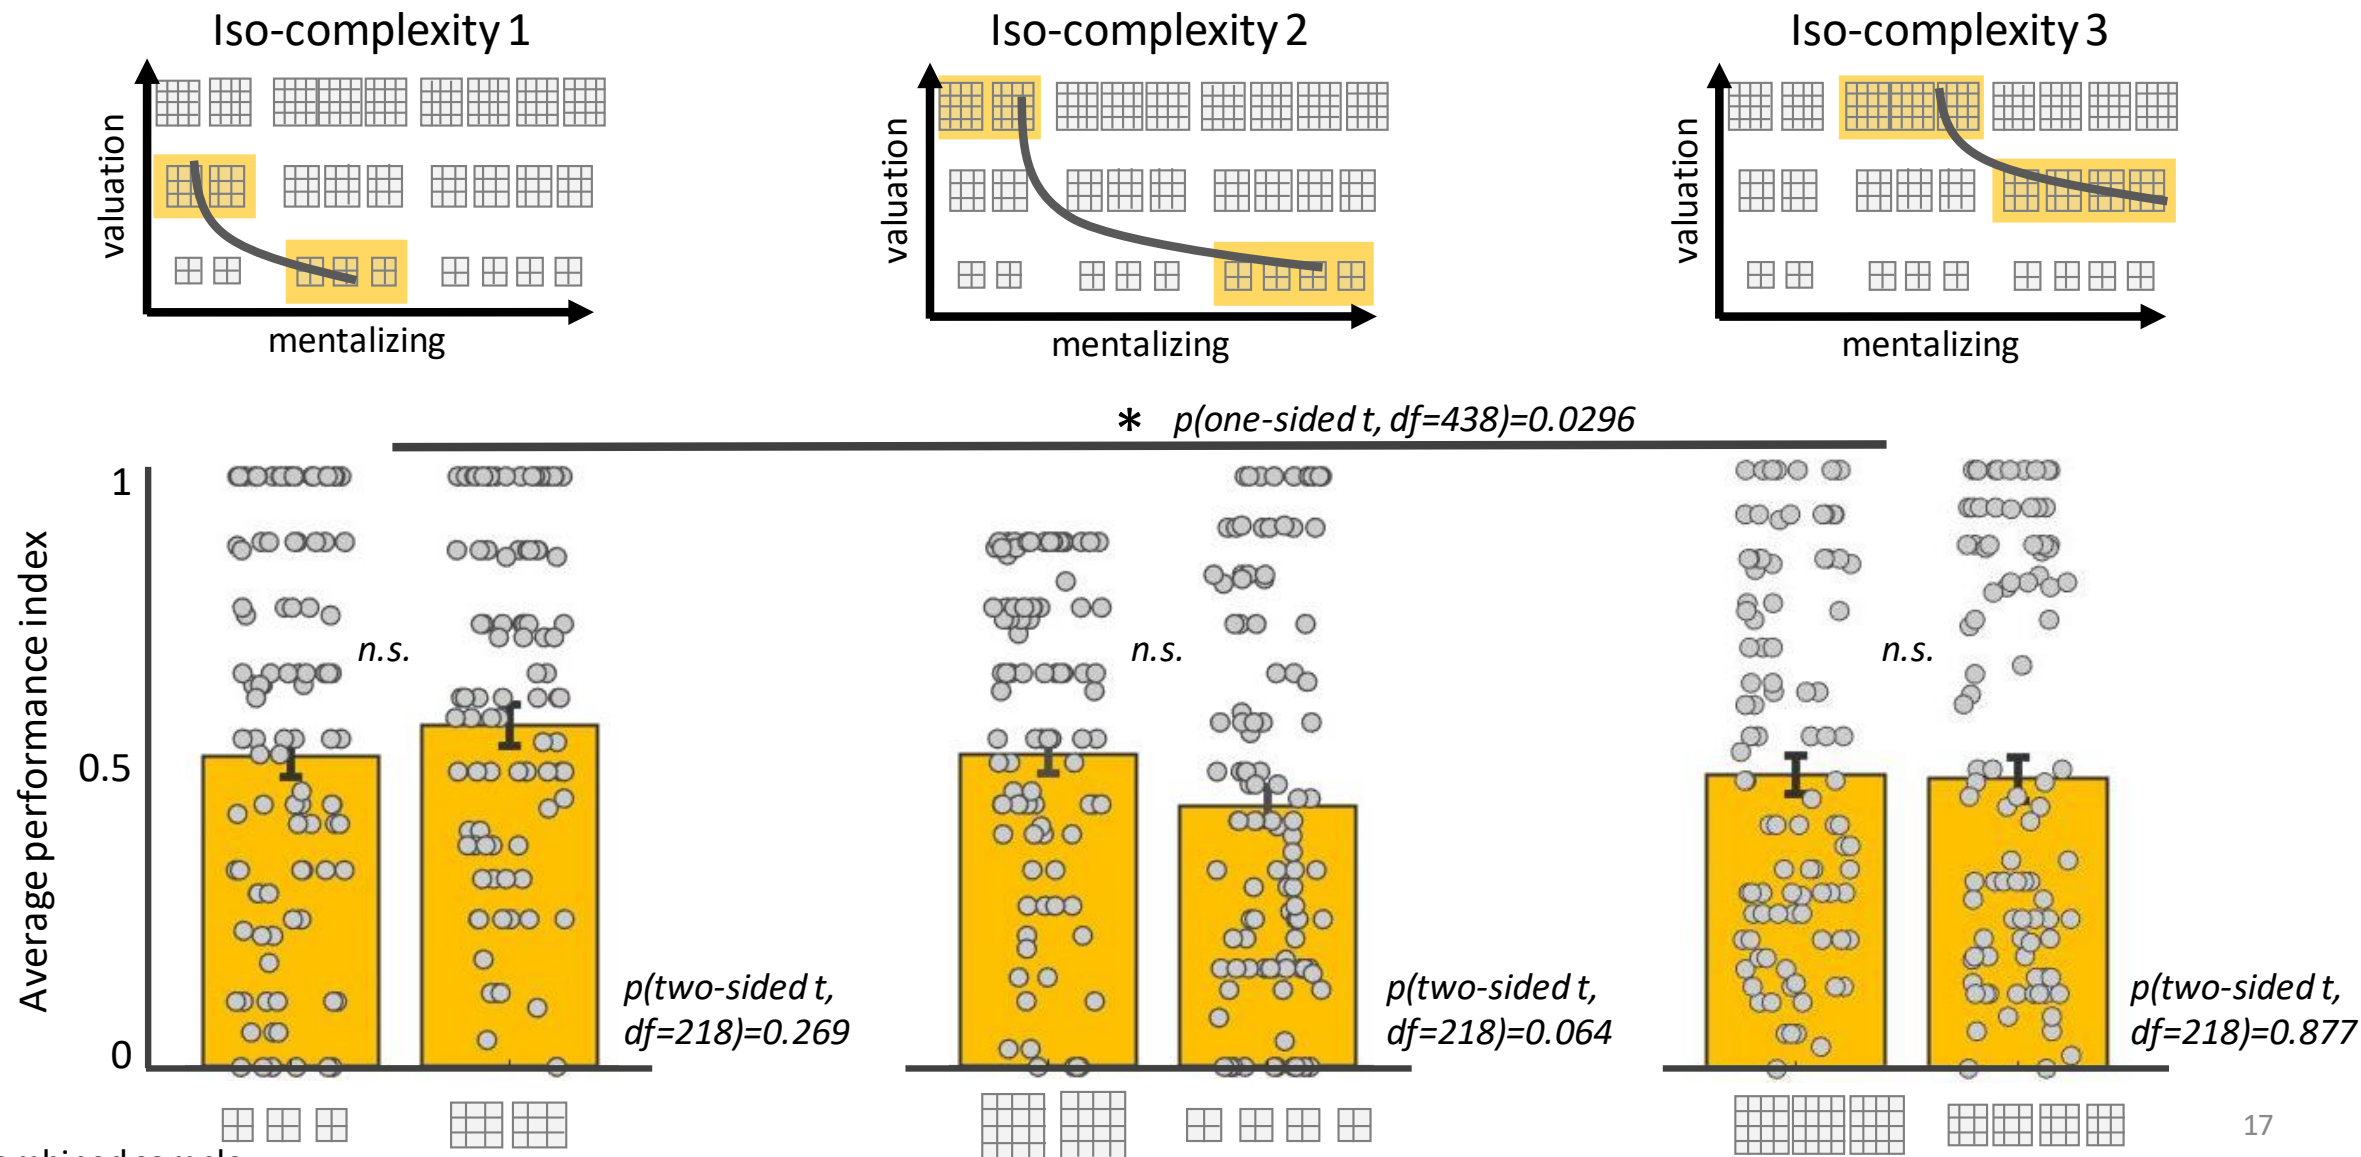 Iso-complexity 1
Iso-complexity 2
Iso-complexity 3
valuation
mentalizing
valuation
mentalizing
valuation
mentalizing
* p(one-sided t, df=438)=0.0296
Average performance index
1
0.5
0
n.s.
n.s.
n.s.
p(two-sided t,
df=218)=0.269
p(two-sided t,
df=218)=0.064
p(two-sided t,
df=218)=0.877
17